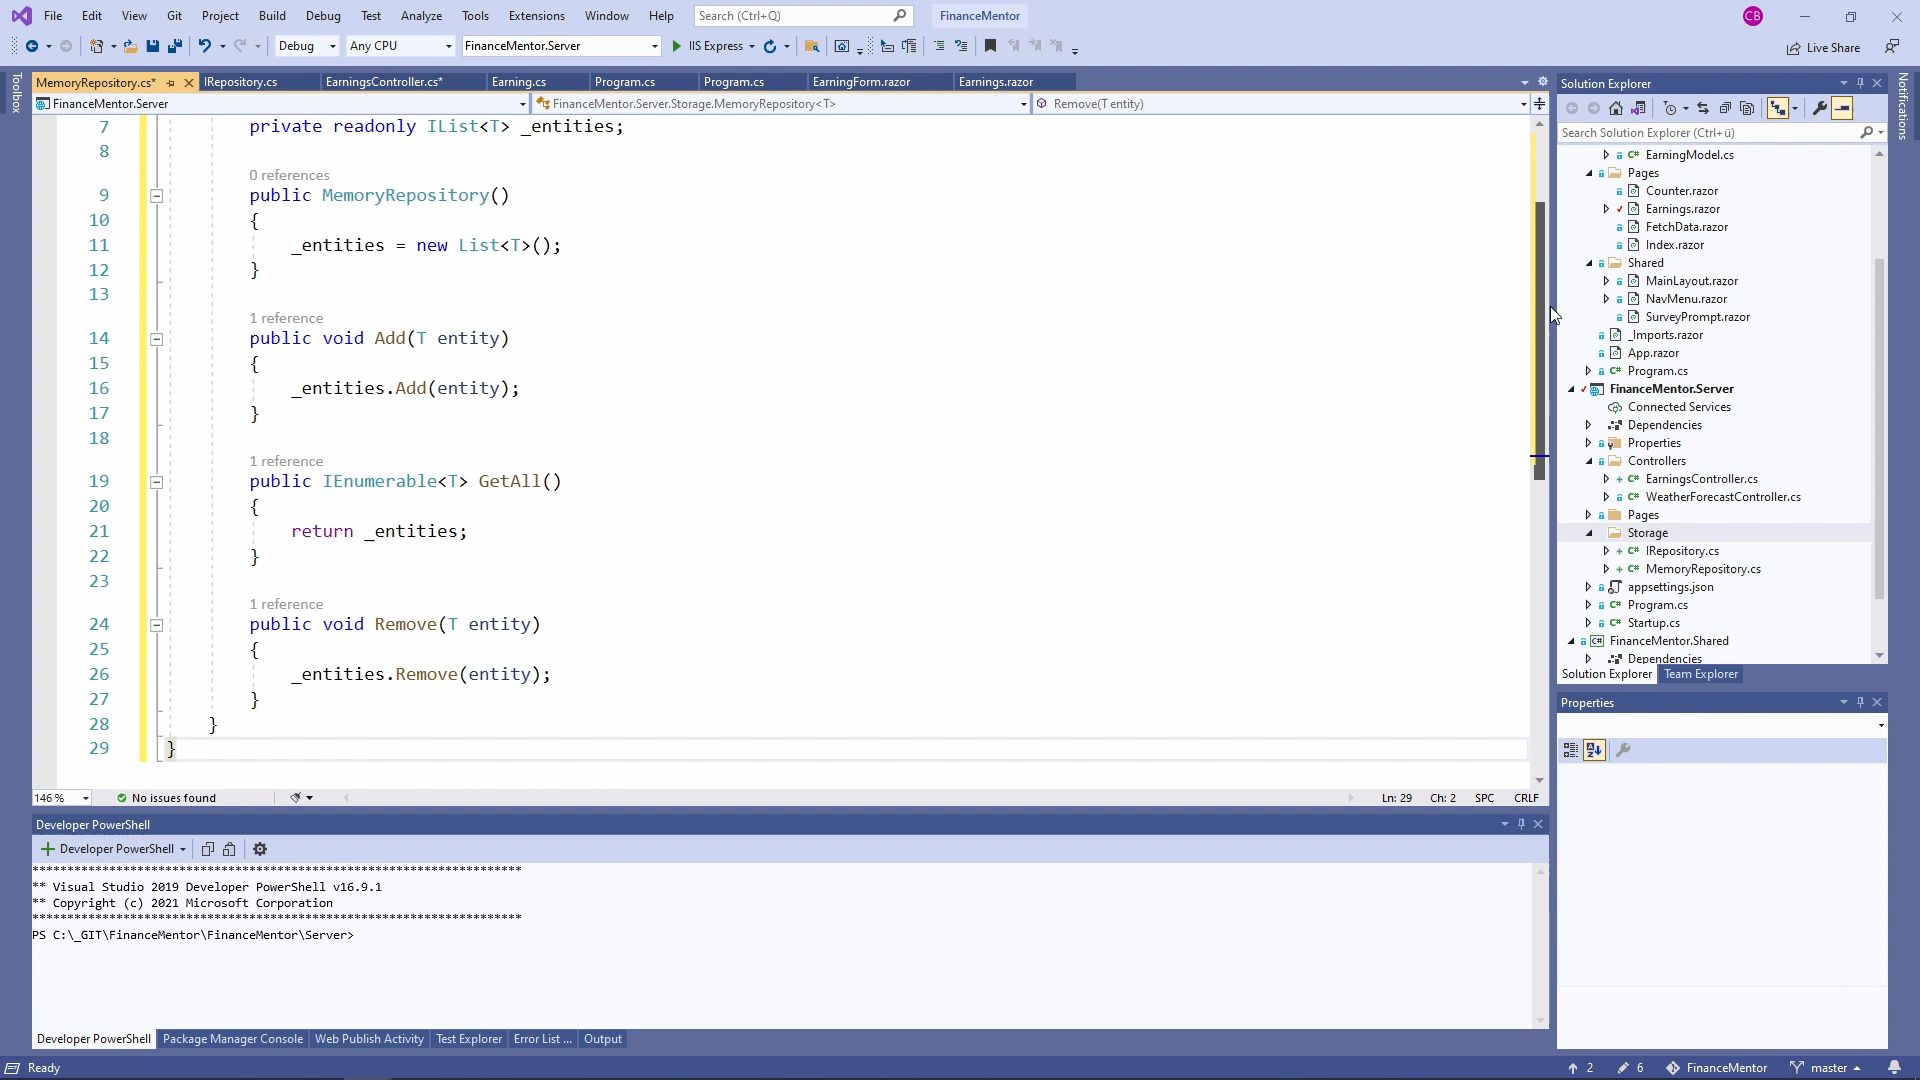 File Edit View Git Project Build Debug Test Analyze Tools Extensions Window Help Search (Ctrl+Q) FinanceMentor CB
Debug Any CPU FinanceMentor.Server IIS Express Live Share
Toolbox
MemoryRepository.cs* IRepository.cs EarningsController.cs* Earning.cs Program.cs Program.cs EarningForm.razor Earnings.razor
FinanceMentor.Server FinanceMentor.Server.Storage.MemoryRepository<T> Remove(T entity)
7 private readonly IList<T> _entities;
8
0 references
9 public MemoryRepository()
10 {
11 _entities = new List<T>();
12 }
13
1 reference
14 public void Add(T entity)
15 {
16 _entities.Add(entity);
17 }
18
1 reference
19 public IEnumerable<T> GetAll()
20 {
21 return _entities;
22 }
23
1 reference
24 public void Remove(T entity)
25 {
26 _entities.Remove(entity);
27 }
28 }
29 }
146 % No issues found Ln: 29 Ch: 2 SPC CRLF
Developer PowerShell
Developer PowerShell
**********************************************************************
** Visual Studio 2019 Developer PowerShell v16.9.1
** Copyright (c) 2021 Microsoft Corporation
**********************************************************************
PS C:\_GIT\FinanceMentor\FinanceMentor\Server>
Developer PowerShell Package Manager Console Web Publish Activity Test Explorer Error List ... Output
Solution Explorer
Search Solution Explorer (Ctrl+ü)
C# EarningModel.cs
Pages
Counter.razor
Earnings.razor
FetchData.razor
Index.razor
Shared
MainLayout.razor
NavMenu.razor
SurveyPrompt.razor
_Imports.razor
App.razor
C# Program.cs
FinanceMentor.Server
Connected Services
Dependencies
Properties
Controllers
C# EarningsController.cs
C# WeatherForecastController.cs
Pages
Storage
C# IRepository.cs
C# MemoryRepository.cs
appsettings.json
C# Program.cs
C# Startup.cs
C# FinanceMentor.Shared
Dependencies
Solution Explorer Team Explorer
Properties
Notifications
Ready 2 6 FinanceMentor master